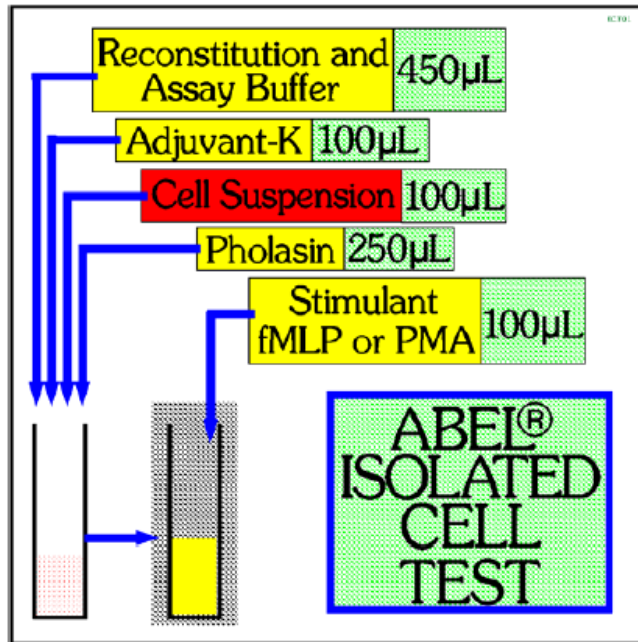 Reconstitution and
Assay Buffer
450µL
Adjuvant-K
100µL
Cell Suspension
100µL
Pholasin
250µL
Stimulant
fMLP or PMA
100µL
ABEL®
ISOLATED
CELL
TEST